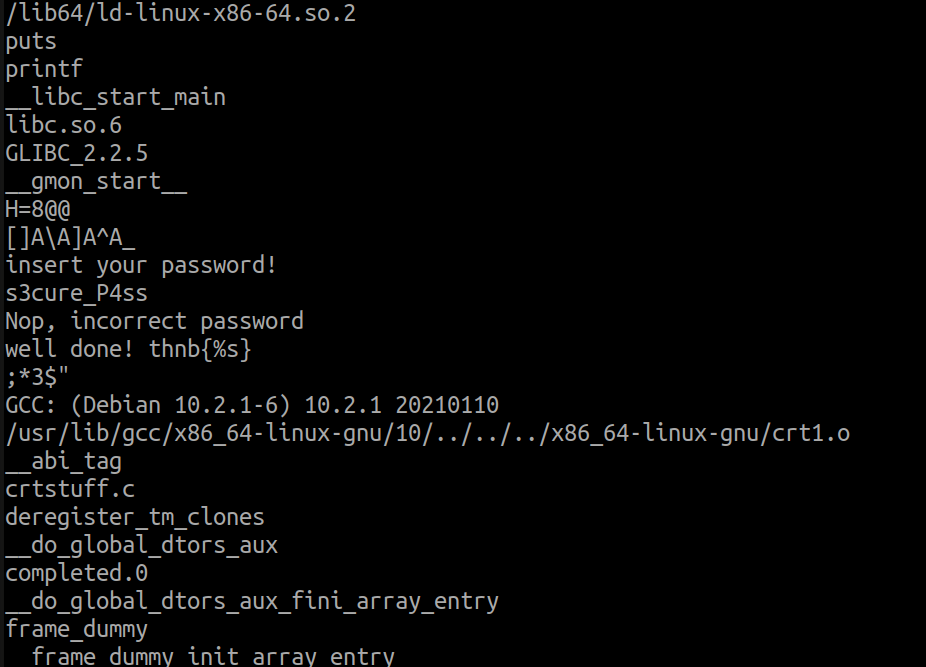 /lib64/ld-linux-x86-64.so.2
puts
printf
__libc_start_main
libc.so.6
GLIBC_2.2.5
__gmon_start__
H=8@@
[]A\A]A^A_
insert your password!
s3cure_P4ss
Nop, incorrect password
well done! thnb{%s}
;*3$"
GCC: (Debian 10.2.1-6) 10.2.1 20210110
/usr/lib/gcc/x86_64-linux-gnu/10/../../../x86_64-linux-gnu/crt1.o
__abi_tag
crtstuff.c
deregister_tm_clones
__do_global_dtors_aux
completed.0
__do_global_dtors_aux_fini_array_entry
frame_dummy
__frame_dummy_init_array_entry